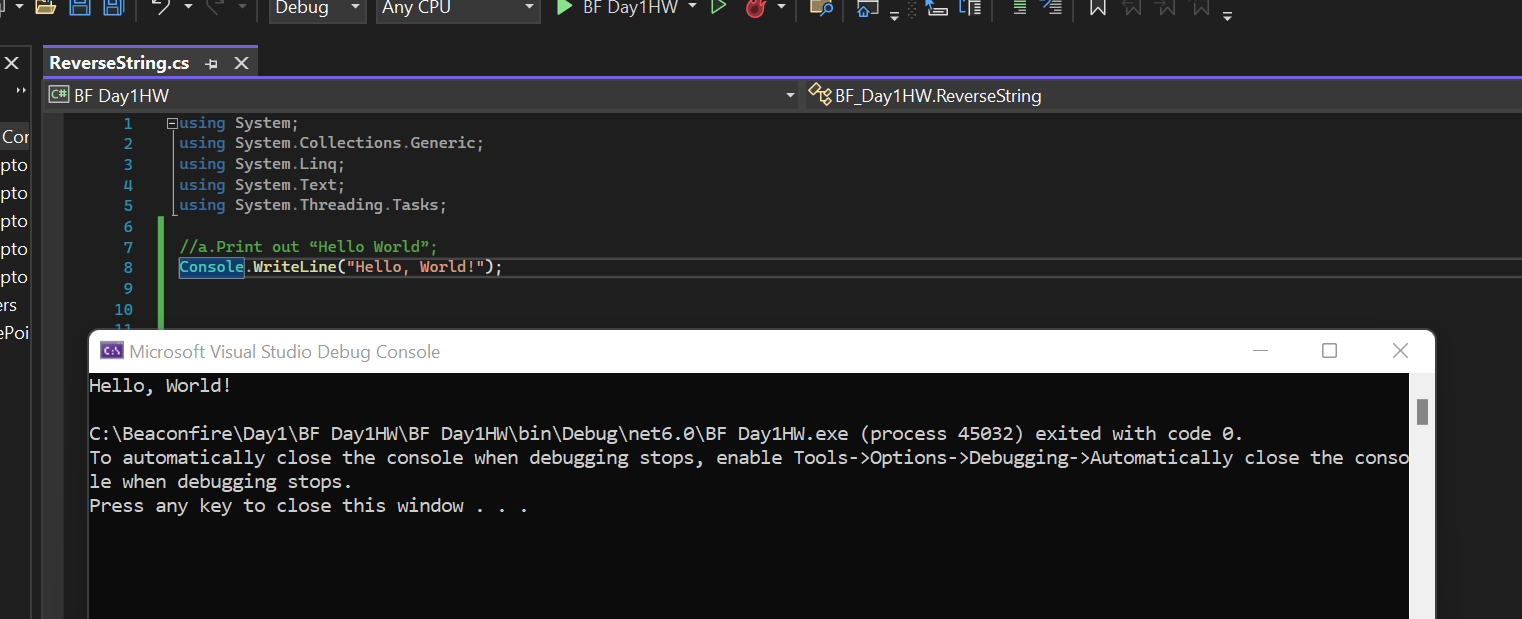 Debug Any CPU BF Day1HW
ReverseString.cs
C# BF Day1HW BF_Day1HW.ReverseString
1 using System;
2 using System.Collections.Generic;
3 using System.Linq;
4 using System.Text;
5 using System.Threading.Tasks;
6
7 //a.Print out “Hello World”;
8 Console.WriteLine("Hello, World!");
9
10
11
Cor
pto
pto
pto
pto
pto
ers
ePoi
C:\ Microsoft Visual Studio Debug Console
Hello, World!
C:\Beaconfire\Day1\BF Day1HW\BF Day1HW\bin\Debug\net6.0\BF Day1HW.exe (process 45032) exited with code 0.
To automatically close the console when debugging stops, enable Tools->Options->Debugging->Automatically close the conso
le when debugging stops.
Press any key to close this window . . .